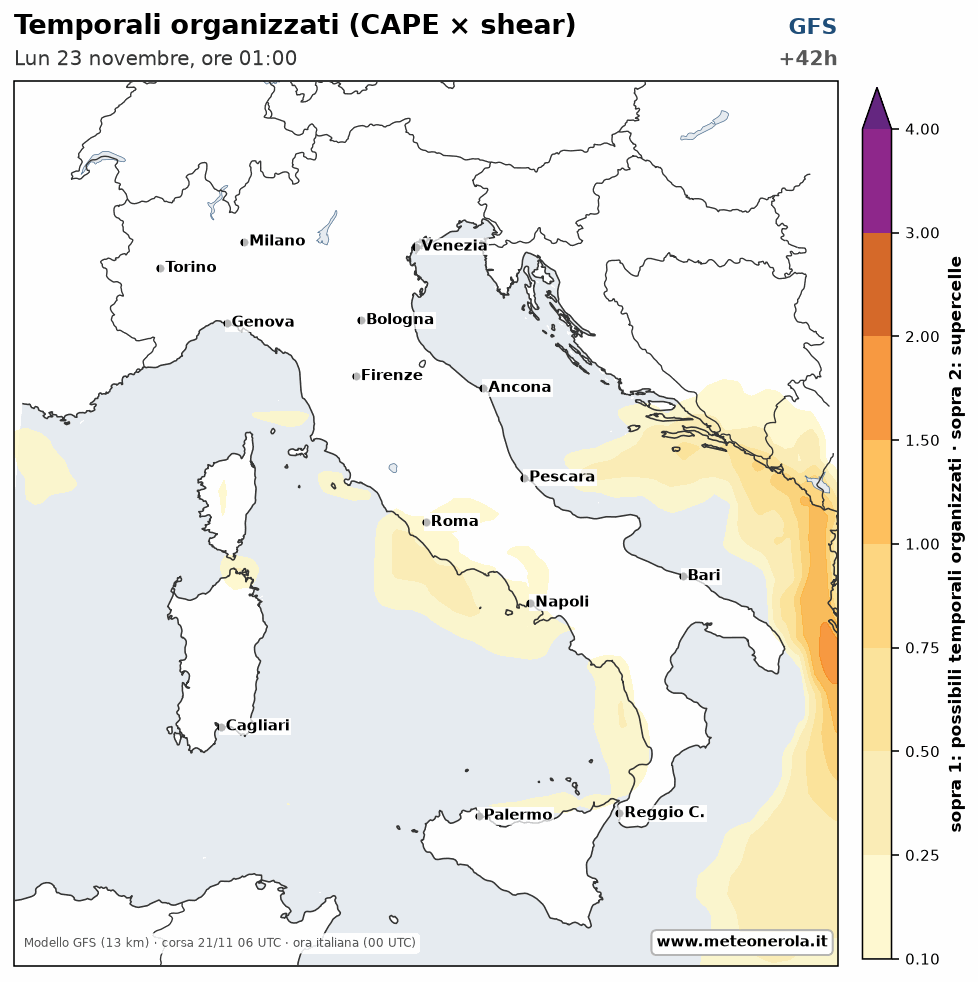 Temporali organizzati (CAPE × shear)
GFS
Lun 23 novembre, ore 01:00
+42h
Milano
Venezia
Torino
Genova
Bologna
Firenze
Ancona
Pescara
Roma
Bari
Napoli
Cagliari
Palermo
Reggio C.
4.00
3.00
2.00
1.50
1.00
0.75
0.50
0.25
0.10
sopra 1: possibili temporali organizzati · sopra 2: supercelle
Modello GFS (13 km) · corsa 21/11 06 UTC · ora italiana (00 UTC)
www.meteonerola.it